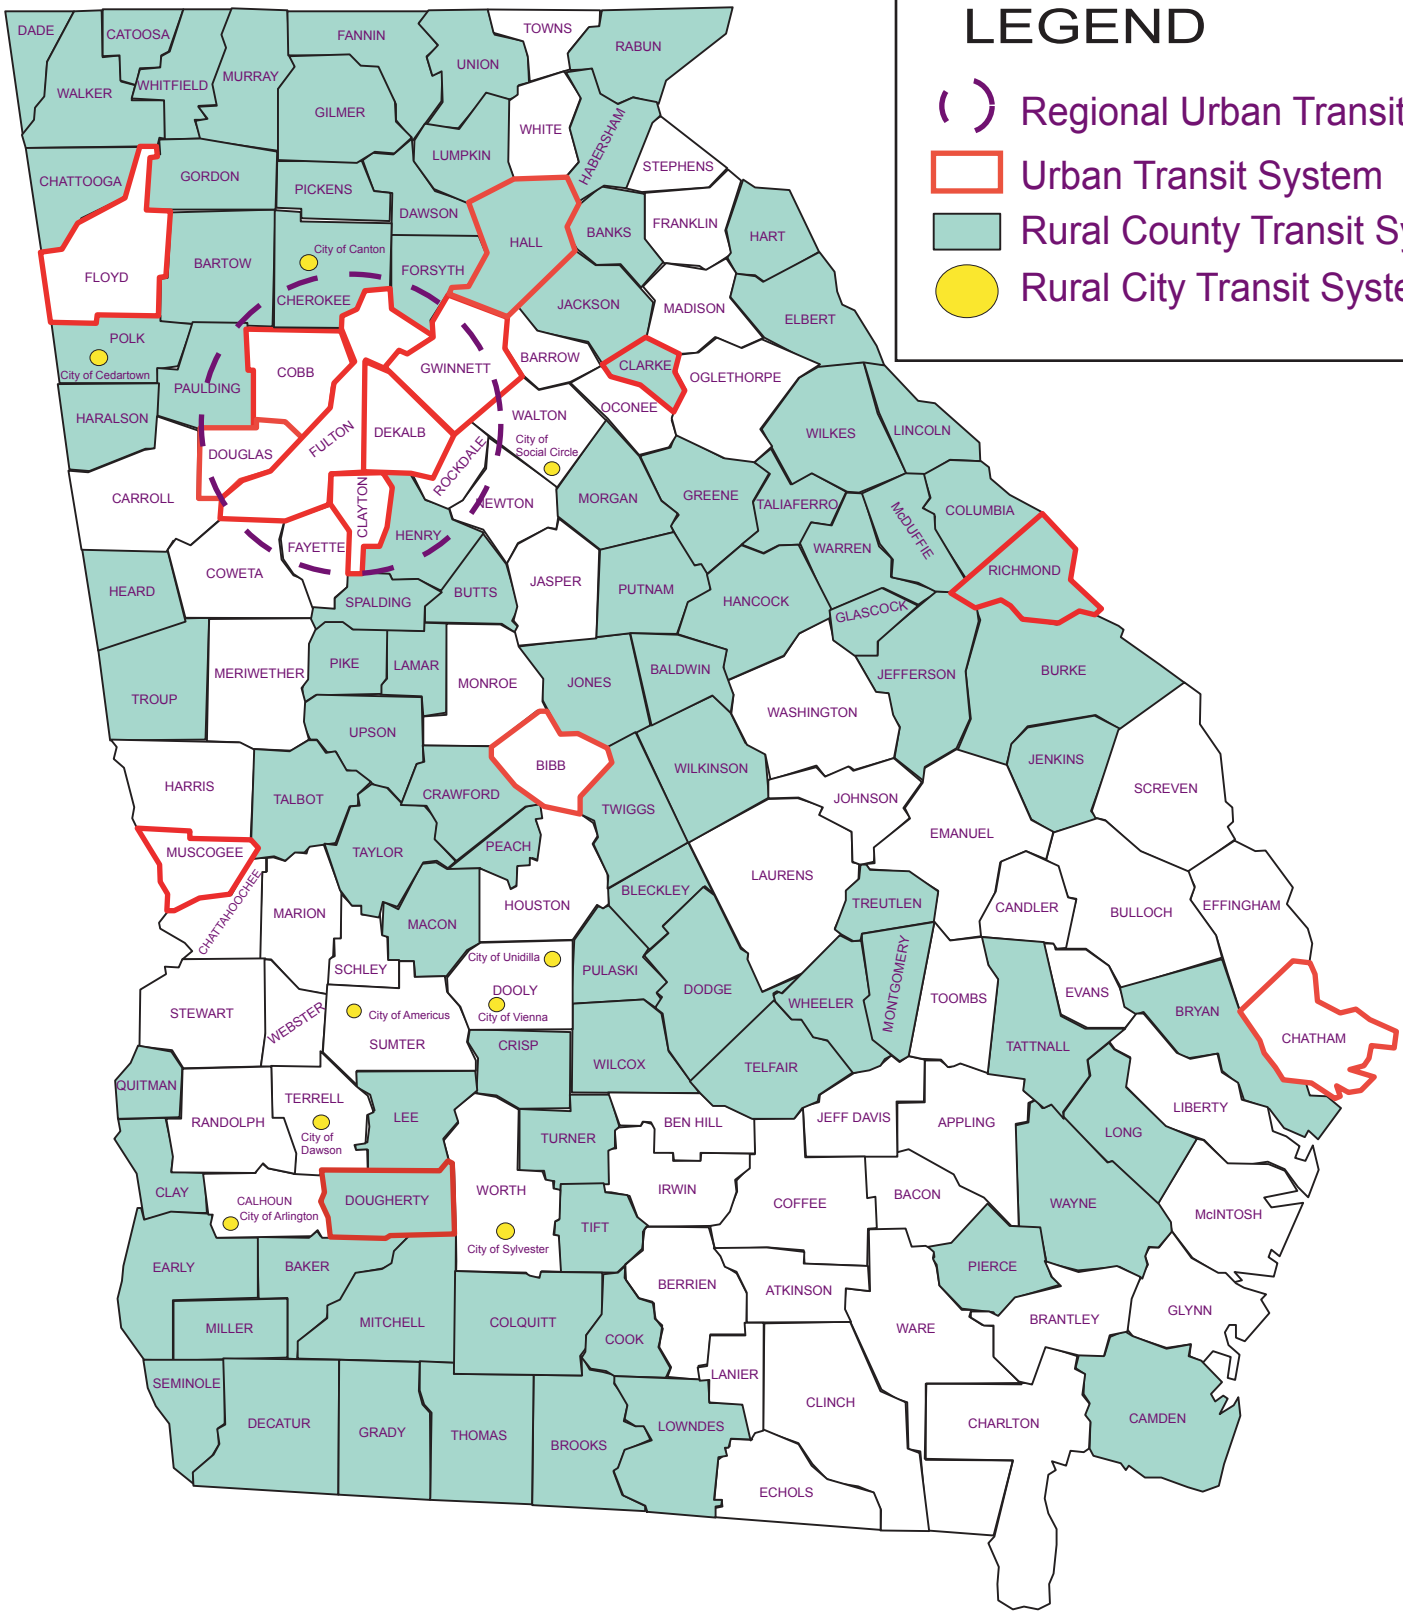 LEGEND
Regional Urban Transit
Urban Transit System
Rural County Transit Sy
Rural City Transit Syste
DADE
CATOOSA
FANNIN
TOWNS
RABUN
UNION
WALKER
WHITFIELD
MURRAY
GILMER
WHITE
HABERSHAM
LUMPKIN
STEPHENS
CHATTOOGA
GORDON
PICKENS
DAWSON
HALL
BANKS
FRANKLIN
HART
FLOYD
BARTOW
City of Canton
CHEROKEE
FORSYTH
JACKSON
MADISON
ELBERT
POLK
City of Cedartown
PAULDING
COBB
GWINNETT
BARROW
CLARKE
OGLETHORPE
OCONEE
HARALSON
DOUGLAS
FULTON
DEKALB
ROCKDALE
WALTON
City of
Social Circle
WILKES
LINCOLN
CARROLL
CLAYTON
HENRY
NEWTON
MORGAN
GREENE
TALIAFERRO
McDUFFIE
COLUMBIA
FAYETTE
COWETA
WARREN
RICHMOND
HEARD
SPALDING
BUTTS
JASPER
PUTNAM
HANCOCK
GLASCOCK
TROUP
MERIWETHER
PIKE
LAMAR
MONROE
JONES
BALDWIN
JEFFERSON
BURKE
UPSON
WASHINGTON
HARRIS
TALBOT
CRAWFORD
BIBB
TWIGGS
WILKINSON
JOHNSON
JENKINS
SCREVEN
MUSCOGEE
TAYLOR
PEACH
EMANUEL
CHATTAHOOCHEE
MARION
MACON
HOUSTON
BLECKLEY
LAURENS
TREUTLEN
CANDLER
BULLOCH
EFFINGHAM
SCHLEY
City of Unidilla
DOOLY
City of Vienna
PULASKI
DODGE
WHEELER
MONTGOMERY
TOOMBS
EVANS
BRYAN
STEWART
WEBSTER
City of Americus
SUMTER
CRISP
WILCOX
TELFAIR
TATTNALL
CHATHAM
QUITMAN
RANDOLPH
TERRELL
City of
Dawson
LEE
TURNER
BEN HILL
JEFF DAVIS
APPLING
LONG
LIBERTY
CLAY
CALHOUN
City of Arlington
DOUGHERTY
WORTH
City of Sylvester
TIFT
IRWIN
COFFEE
BACON
WAYNE
McINTOSH
EARLY
BAKER
MITCHELL
BERRIEN
ATKINSON
PIERCE
MILLER
COLQUITT
COOK
WARE
BRANTLEY
GLYNN
SEMINOLE
DECATUR
GRADY
THOMAS
BROOKS
LOWNDES
LANIER
CLINCH
CHARLTON
CAMDEN
ECHOLS